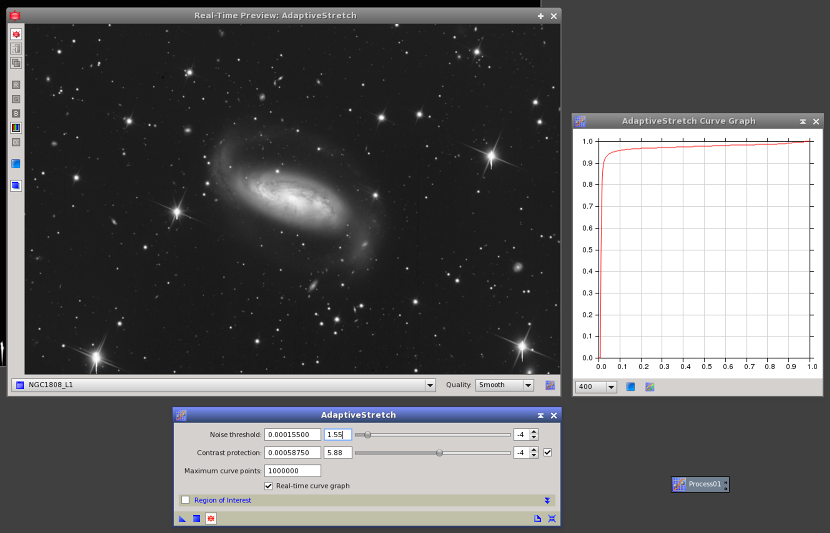 Real-Time Preview: AdaptiveStretch
NGC1808_L1
Quality: Smooth
AdaptiveStretch Curve Graph
1.0
0.9
0.8
0.7
0.6
0.5
0.4
0.3
0.2
0.1
0.0
0.0 0.1 0.2 0.3 0.4 0.5 0.6 0.7 0.8 0.9 1.0
400
AdaptiveStretch
Noise threshold: 0.00015500 1.55 -4
Contrast protection: 0.00058750 5.88 -4
Maximum curve points: 1000000
Real-time curve graph
Region of Interest
Process01